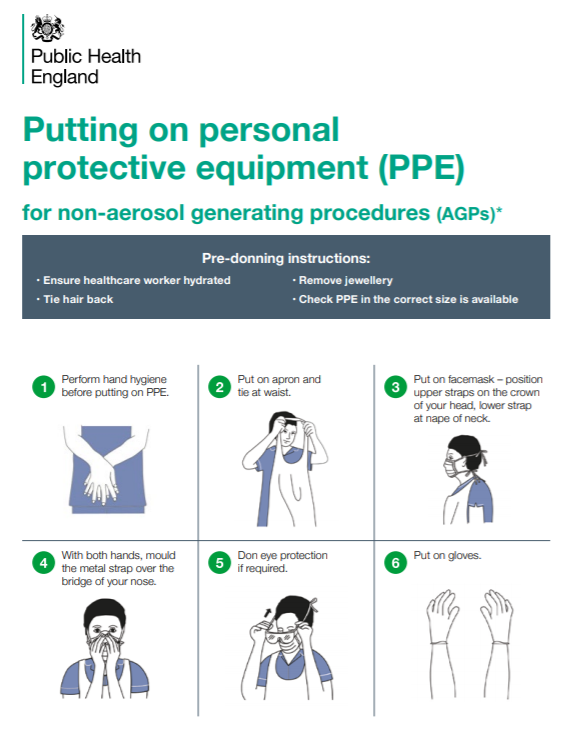 Public Health
England
Putting on personal
protective equipment (PPE)
for non-aerosol generating procedures (AGPs)*
Pre-donning instructions:
• Ensure healthcare worker hydrated
• Tie hair back
• Remove jewellery
• Check PPE in the correct size is available
1
Perform hand hygiene
before putting on PPE.
2
Put on apron and
tie at waist.
3
Put on facemask – position
upper straps on the crown
of your head, lower strap
at nape of neck.
4
With both hands, mould
the metal strap over the
bridge of your nose.
5
Don eye protection
if required.
6
Put on gloves.